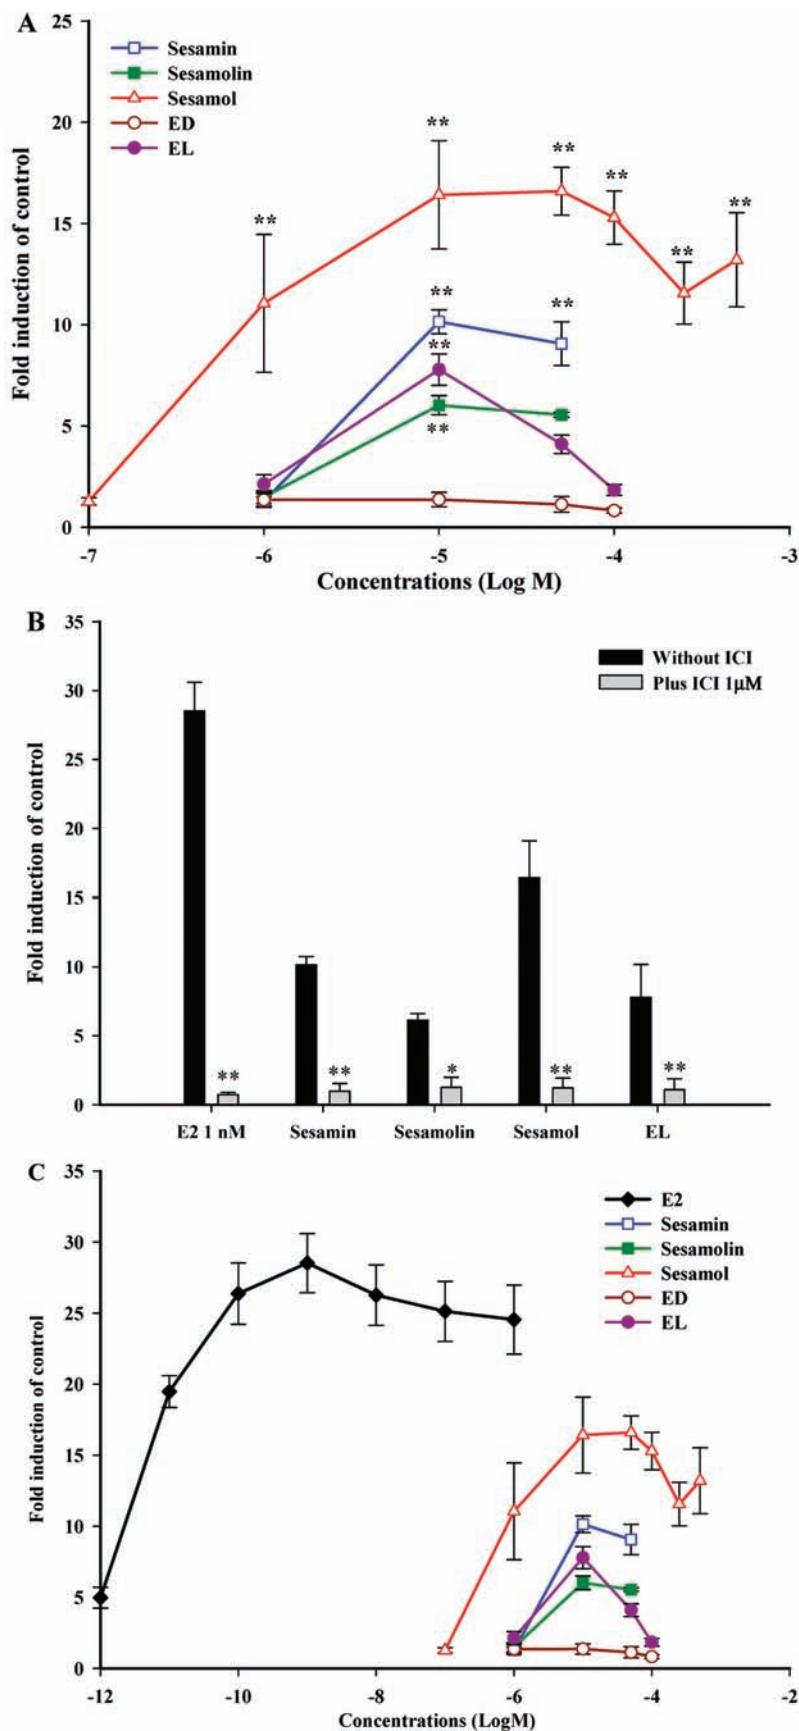 A
25
20
15
10
5
0
Fold induction of control
Sesamin
Sesamolin
Sesamol
ED
EL
**
**
**
**
**
**
**
**
**
**
-7 -6 -5 -4 -3
Concentrations (Log M)
B
35
30
25
20
15
10
5
0
Fold induction of control
Without ICI
Plus ICI 1μM
** ** * ** **
E2 1 nM Sesamin Sesamolin Sesamol EL
C
35
30
25
20
15
10
5
0
Fold induction of control
E2
Sesamin
Sesamolin
Sesamol
ED
EL
-12 -10 -8 -6 -4 -2
Concentrations (LogM)